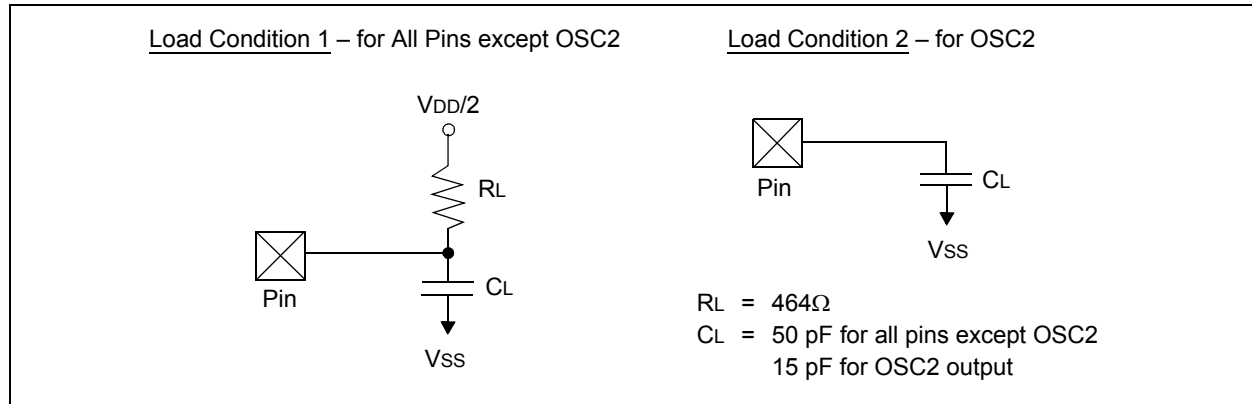 Load Condition 1 – for All Pins except OSC2
VDD/2
RL
Pin
CL
VSS
Load Condition 2 – for OSC2
Pin
CL
VSS
RL = 464Ω
CL = 50 pF for all pins except OSC2
15 pF for OSC2 output